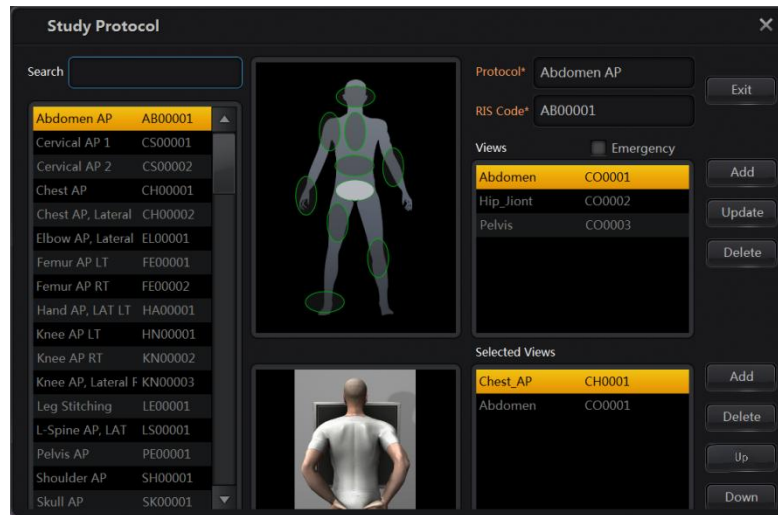 Study Protocol
Search
Abdomen AP AB00001
Cervical AP 1 CS00001
Cervical AP 2 CS00002
Chest AP CH00001
Chest AP, Lateral CH00002
Elbow AP, Lateral EL00001
Femur AP LT FE00001
Femur AP RT FE00002
Hand AP, LAT LT HA00001
Knee AP LT HN00001
Knee AP RT KN00002
Knee AP, Lateral F KN00003
Leg Stitching LE00001
L-Spine AP, LAT LS00001
Pelvis AP PE00001
Shoulder AP SH00001
Skull AP SK00001
Protocol* Abdomen AP
RIS Code* AB00001
Views Emergency
Abdomen CO0001
Hip_Jiont CO0002
Pelvis CO0003
Selected Views
Chest_AP CH0001
Abdomen CO0001
Exit
Add
Update
Delete
Add
Delete
Up
Down